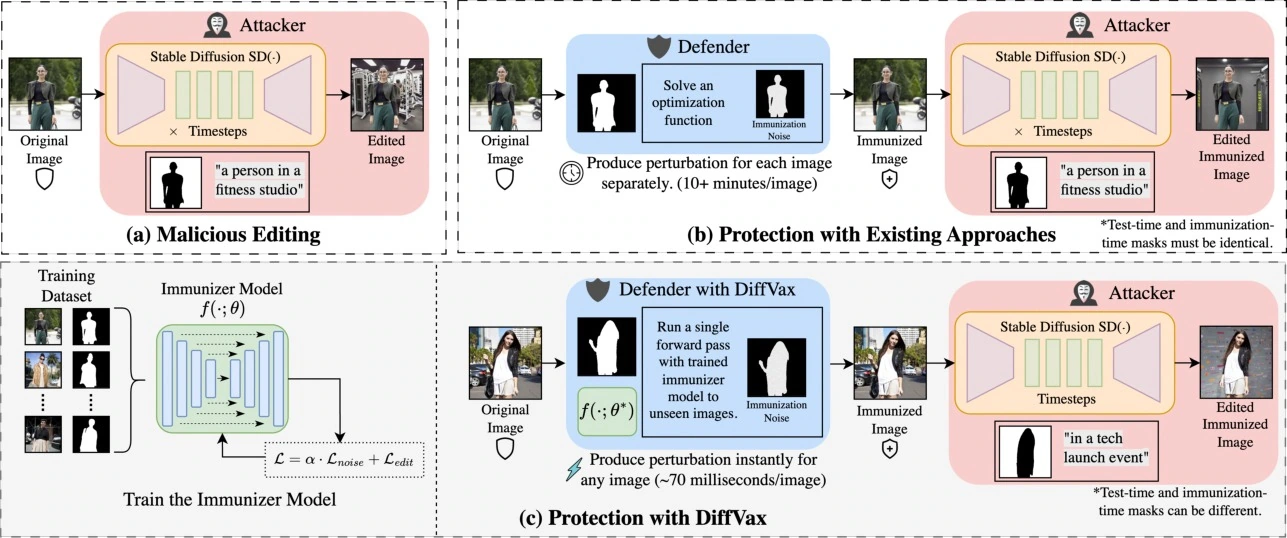 Attacker
Stable Diffusion SD(·)
× Timesteps
Original
Image
Edited
Image
"a person in a
fitness studio"
(a) Malicious Editing
Defender
Solve an
optimization
function
Immunization
Noise
Original
Image
Produce perturbation for each image
separately. (10+ minutes/image)
Immunized
Image
Attacker
Stable Diffusion SD(·)
× Timesteps
Edited
Immunized
Image
"a person in a
fitness studio"
(b) Protection with Existing Approaches
*Test-time and immunization-
time masks must be identical.
Training
Dataset
Immunizer Model
f(·; θ)
ℒ = α · ℒnoise + ℒedit
Train the Immunizer Model
Defender with DiffVax
Run a single
forward pass
with trained
immunizer
model to
unseen images.
f(·; θ*)
Immunization
Noise
Original
Image
Produce perturbation instantly for
any image (~70 milliseconds/image)
Immunized
Image
Attacker
Stable Diffusion SD(·)
Timesteps
Edited
Immunized
Image
"in a tech
launch event"
*Test-time and immunization-
time masks can be different.
(c) Protection with DiffVax